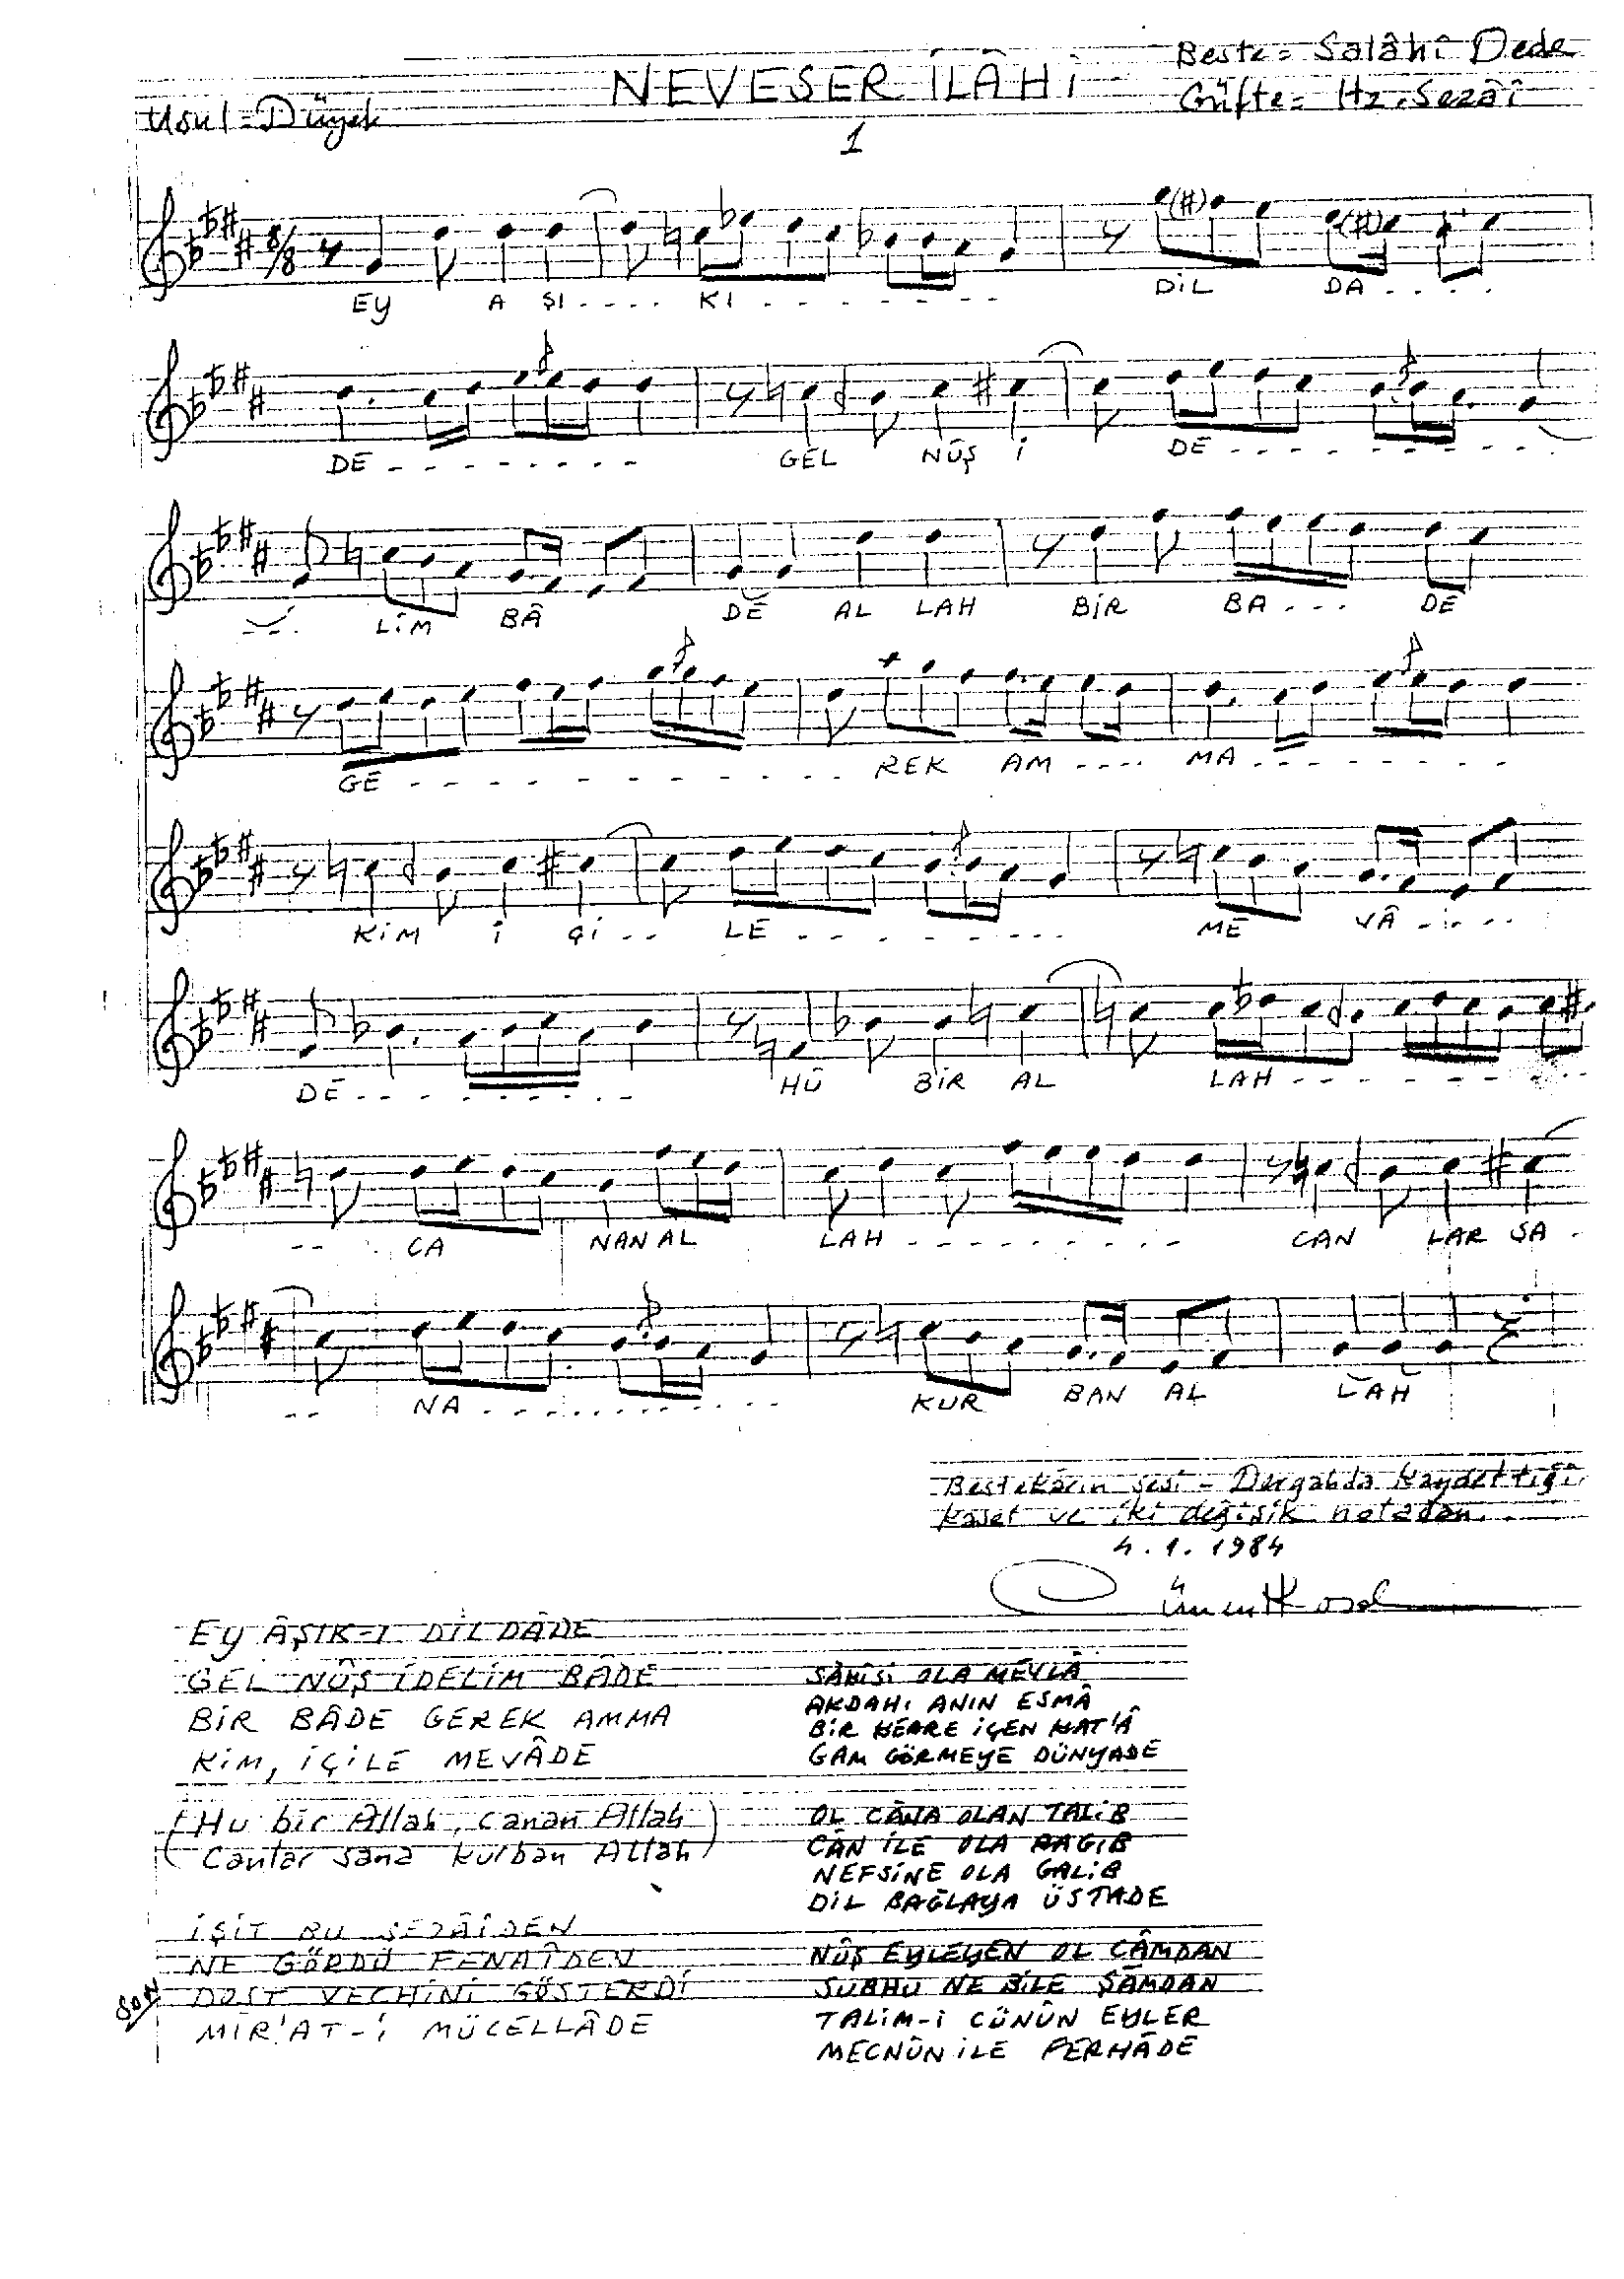 NEVESER İLÂHİ
Beste = Salâhî Dede
Usul = Düyek
Güfte = Hz. Sezâî
1
8/8
EY A ŞI.... KI - - - - - - - DİL DA - - - -
DE - - - - - - - GEL NÛŞ İ DE - - - - - - - - -
- - - LİM BÂ DE AL LAH BİR BA - - - DE
GE - - - - - - - - - - - REK AM - - - - MA - - - - - - - -
KİM İ Çİ - - LE - - - - - - - - ME VÂ - - - -
DE - - - - - - - - HÛ BİR AL LAH - - - - - - - -
- - - CA NAN AL LAH - - - - - - - - CAN LAR SA -
- - NA - - - - - - - - - - - KUR BAN AL LAH
Bestekârın sesi - Dergahda kaydettiği
kaset ve iki değişik notadan.
4.1.1984
EY ÂŞIK-I DİLDÂDE
GEL NÛŞ İDELİM BÂDE
BİR BÂDE GEREK AMMA
KİM, İÇİLE MEVÂDE
(Hu bir Allah, canan Allah
Canlar sana kurban Allah)
İŞİT BU SEZÂÎDEN
NE GÖRDÜ FENAÎDEN
SON
DOST VECHİNİ GÖSTERDİ
MİR'AT-İ MÜCELLÂDE
SÂKİSİ OLA MEVLÂ
AKDAHI ANIN ESMÂ
BİR KERRE İÇEN KAT'Â
GAM GÖRMEYE DÜNYADE
OL CÂNA OLAN TALİB
CÂN İLE OLA RAGIB
NEFSİNE OLA GALİB
DİL BAĞLAYA ÜSTADE
NÛŞ EYLEYEN OL CÂMDAN
SUBHU NE BİLE ŞÂMDAN
TALİM-İ CÜNÛN EYLER
MECNÛN İLE FERHÂDE